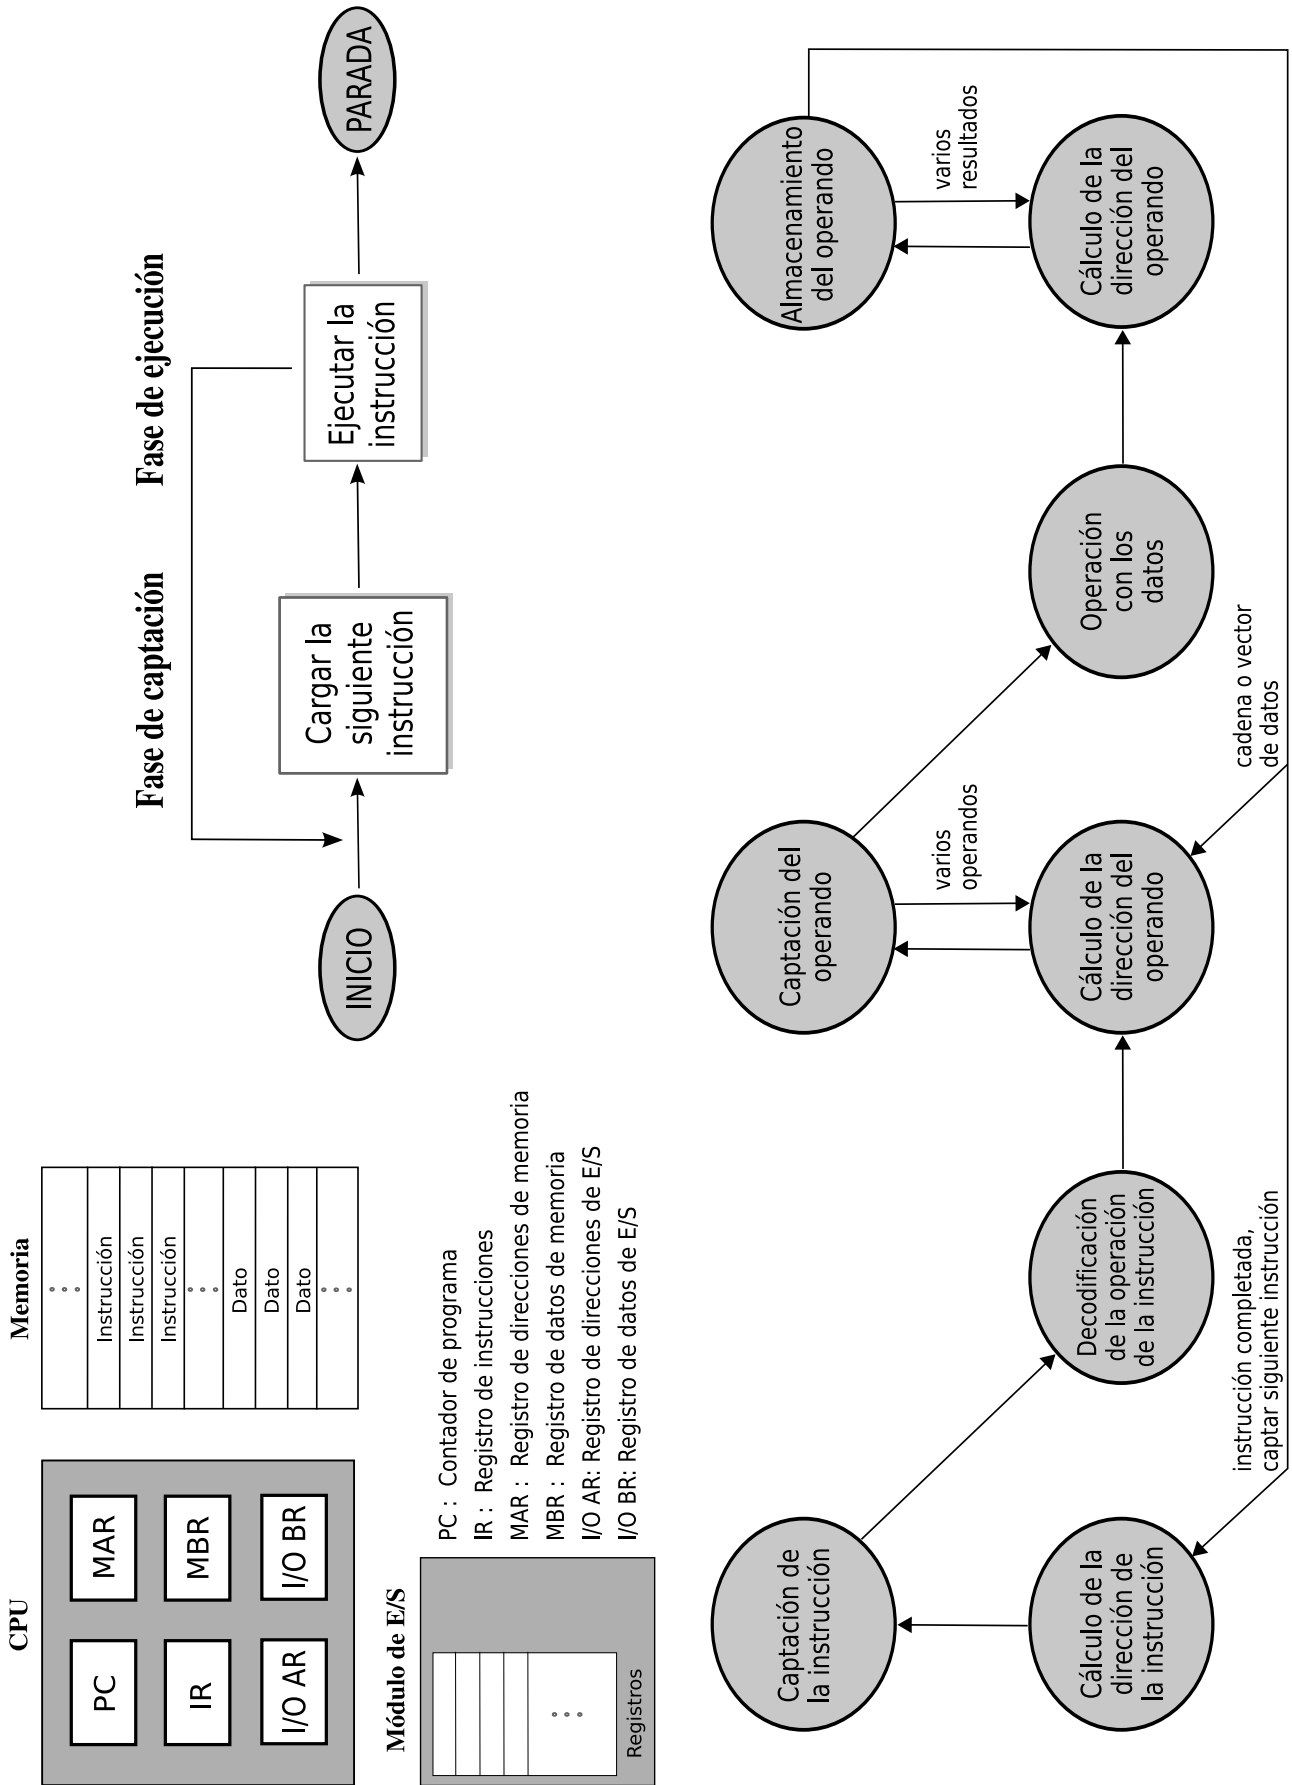 CPU
PC
MAR
IR
MBR
I/O AR
I/O BR
Memoria
Instrucción
Instrucción
Instrucción
Dato
Dato
Dato
Módulo de E/S
Registros
PC : Contador de programa
IR : Registro de instrucciones
MAR : Registro de direcciones de memoria
MBR : Registro de datos de memoria
I/O AR: Registro de direcciones de E/S
I/O BR: Registro de datos de E/S
Fase de captación
Fase de ejecución
INICIO
Cargar la
siguiente
instrucción
Ejecutar la
instrucción
PARADA
Captación de
la instrucción
Captación del
operando
Almacenamiento
del operando
varios
operandos
varios
resultados
Cálculo de la
dirección de
la instrucción
Decodificación
de la operación
de la instrucción
Cálculo de la
dirección del
operando
Operación
con los
datos
Cálculo de la
dirección del
operando
instrucción completada,
captar siguiente instrucción
cadena o vector
de datos